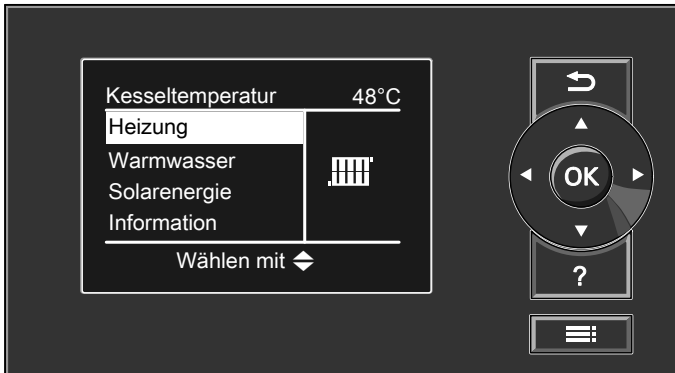 Kesseltemperatur 48°C
Heizung
Warmwasser
Solarenergie
Information
Wählen mit
OK
?